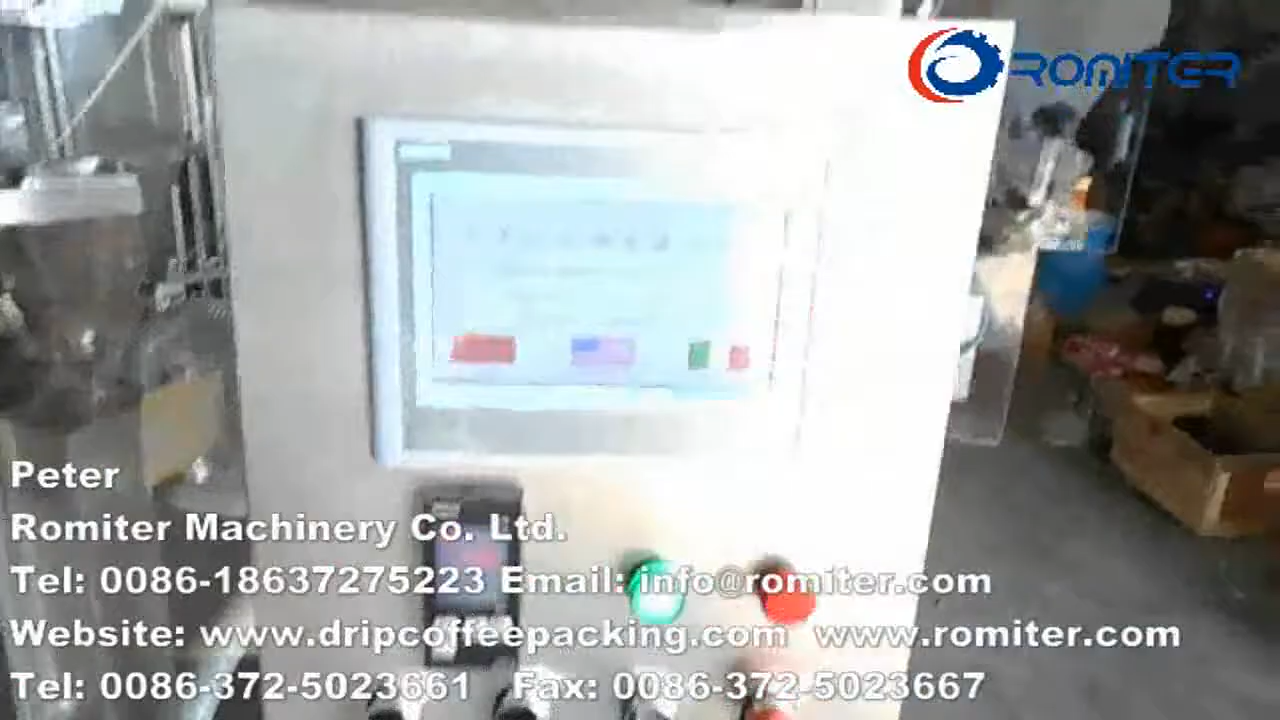 ROMITER
Peter
Romiter Machinery Co. Ltd.
Tel: 0086-18637275223 Email: info@romiter.com
Website: www.dripcoffeepacking.com www.romiter.com
Tel: 0086-372-5023661 Fax: 0086-372-5023667